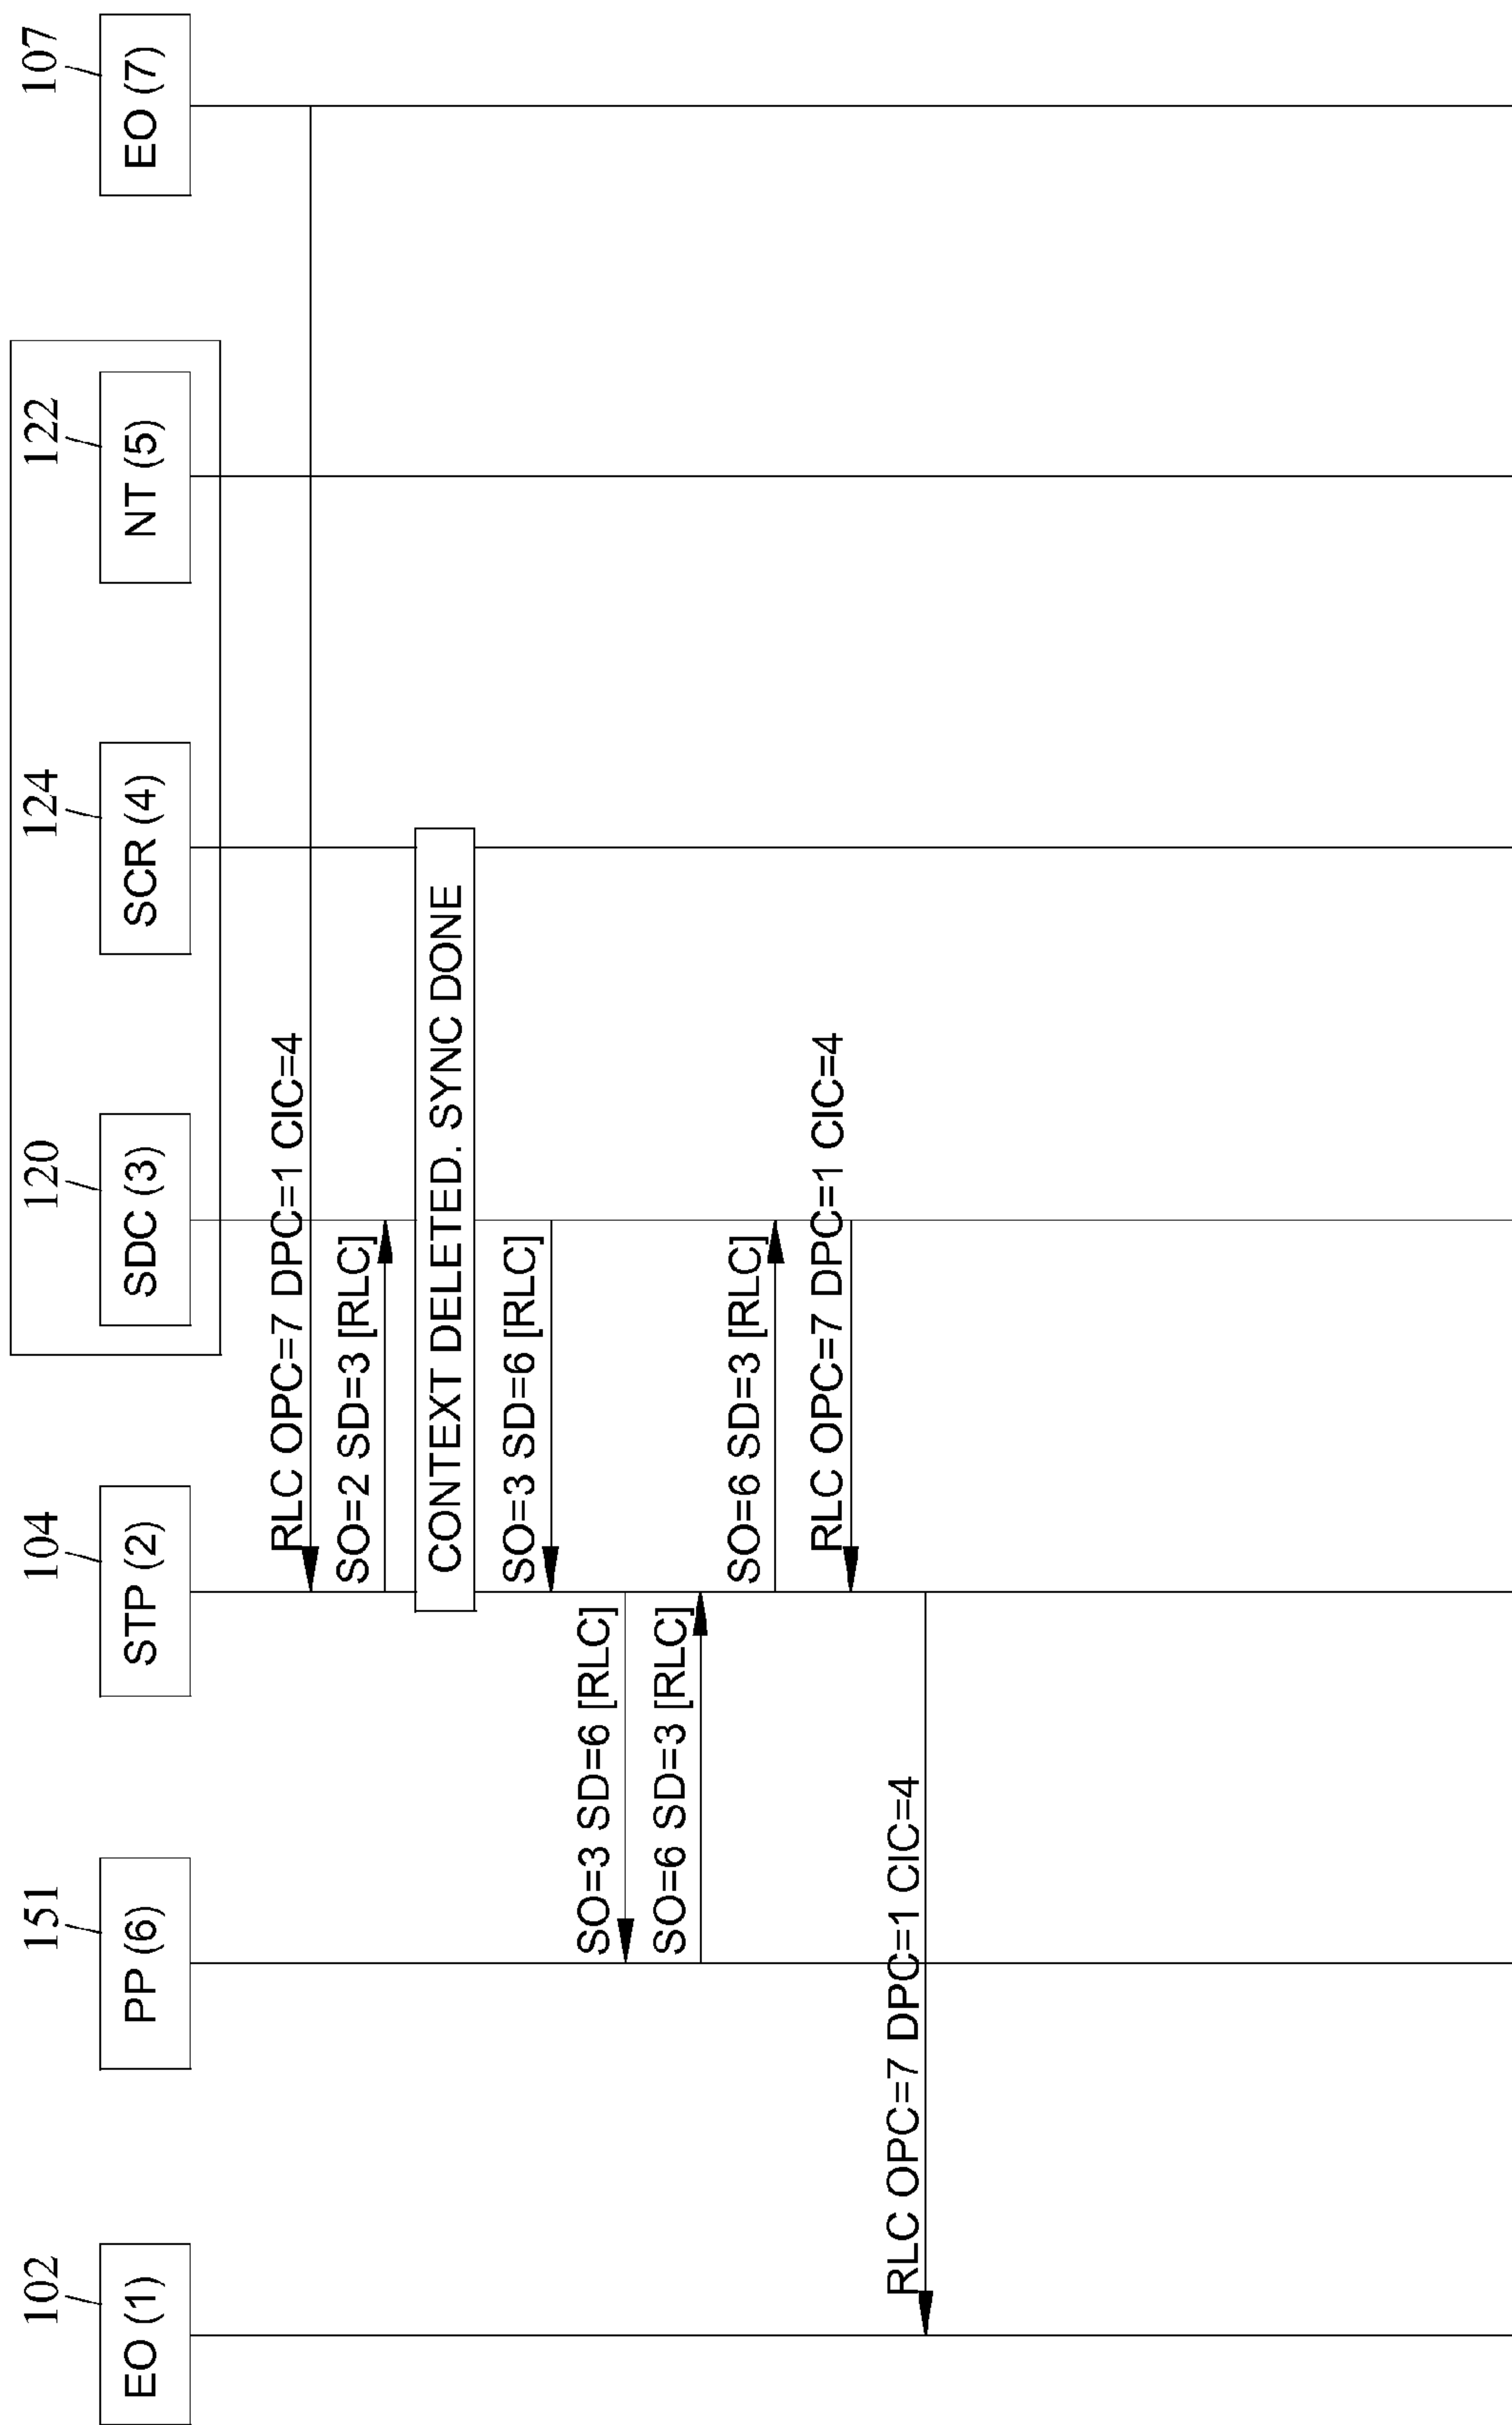 102
151
104
120
124
122
107
EO (1)
PP (6)
STP (2)
SDC (3)
SCR (4)
NT (5)
EO (7)
RLC OPC=7 DPC=1 CIC=4
SO=2 SD=3 [RLC]
CONTEXT DELETED. SYNC DONE
SO=3 SD=6 [RLC]
SO=3 SD=6 [RLC]
SO=6 SD=3 [RLC]
SO=6 SD=3 [RLC]
RLC OPC=7 DPC=1 CIC=4
RLC OPC=7 DPC=1 CIC=4